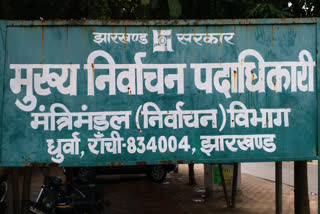 झारखण्ड सरकार
मुख्य निर्वाचन पदाधिकारी
मंत्रिमंडल (निर्वाचन) विभाग
धुर्वा, राँची-834004, झारखण्ड